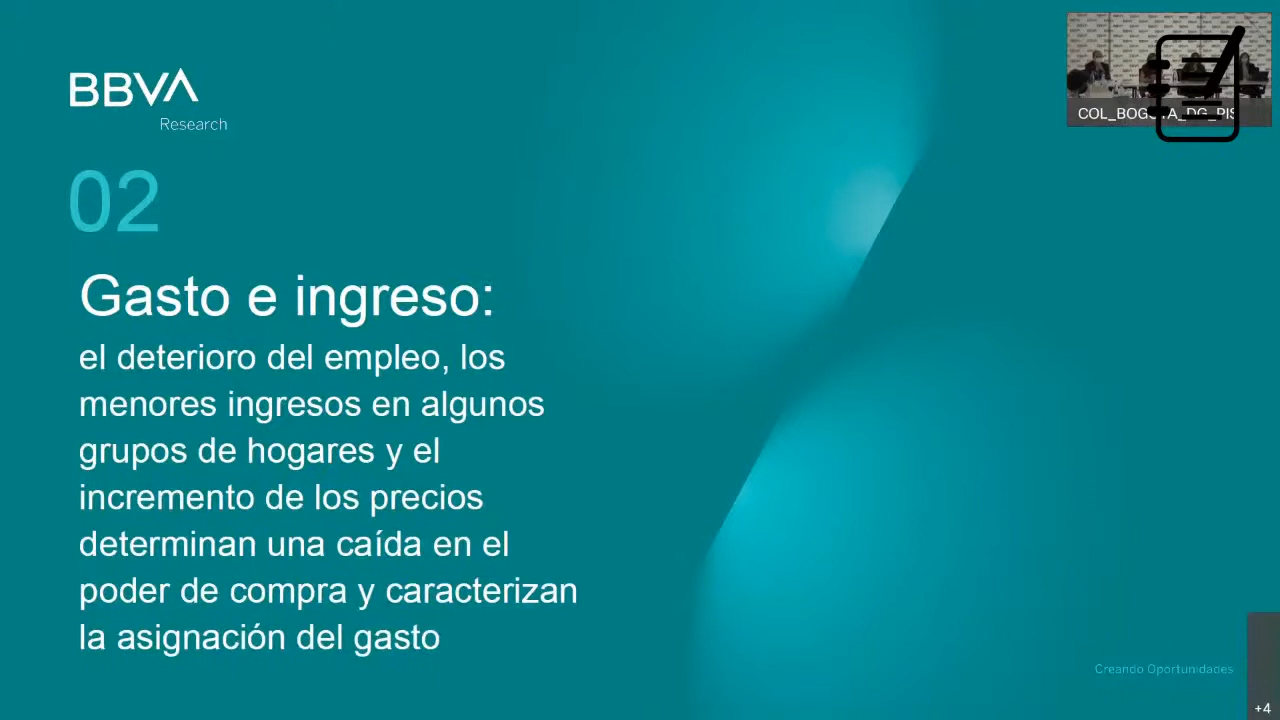 BBVA
Research
02
Gasto e ingreso:
el deterioro del empleo, los
menores ingresos en algunos
grupos de hogares y el
incremento de los precios
determinan una caída en el
poder de compra y caracterizan
la asignación del gasto
Creando Oportunidades
+4